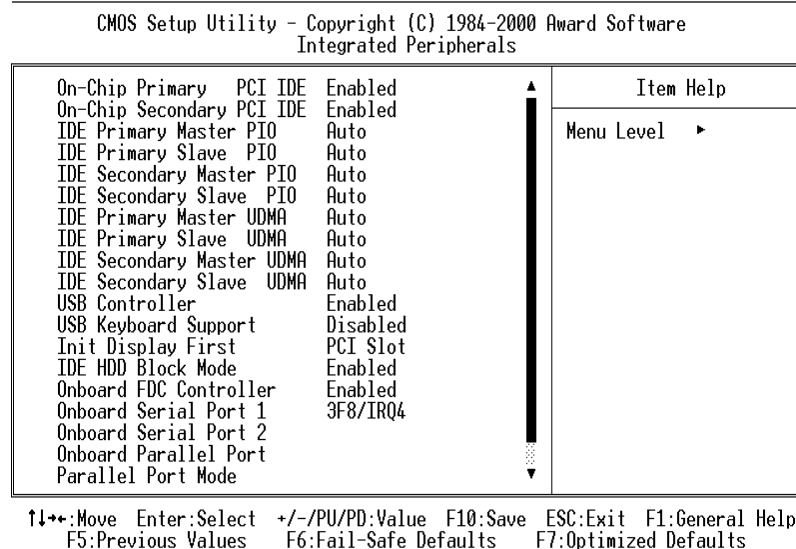 CMOS Setup Utility - Copyright (C) 1984-2000 Award Software
Integrated Peripherals
On-Chip Primary PCI IDE Enabled
On-Chip Secondary PCI IDE Enabled
IDE Primary Master PIO Auto
IDE Primary Slave PIO Auto
IDE Secondary Master PIO Auto
IDE Secondary Slave PIO Auto
IDE Primary Master UDMA Auto
IDE Primary Slave UDMA Auto
IDE Secondary Master UDMA Auto
IDE Secondary Slave UDMA Auto
USB Controller Enabled
USB Keyboard Support Disabled
Init Display First PCI Slot
IDE HDD Block Mode Enabled
Onboard FDC Controller Enabled
Onboard Serial Port 1 3F8/IRQ4
Onboard Serial Port 2
Onboard Parallel Port
Parallel Port Mode
Item Help
Menu Level ▶
↑↓→←:Move Enter:Select +/-/PU/PD:Value F10:Save ESC:Exit F1:General Help
F5:Previous Values F6:Fail-Safe Defaults F7:Optimized Defaults